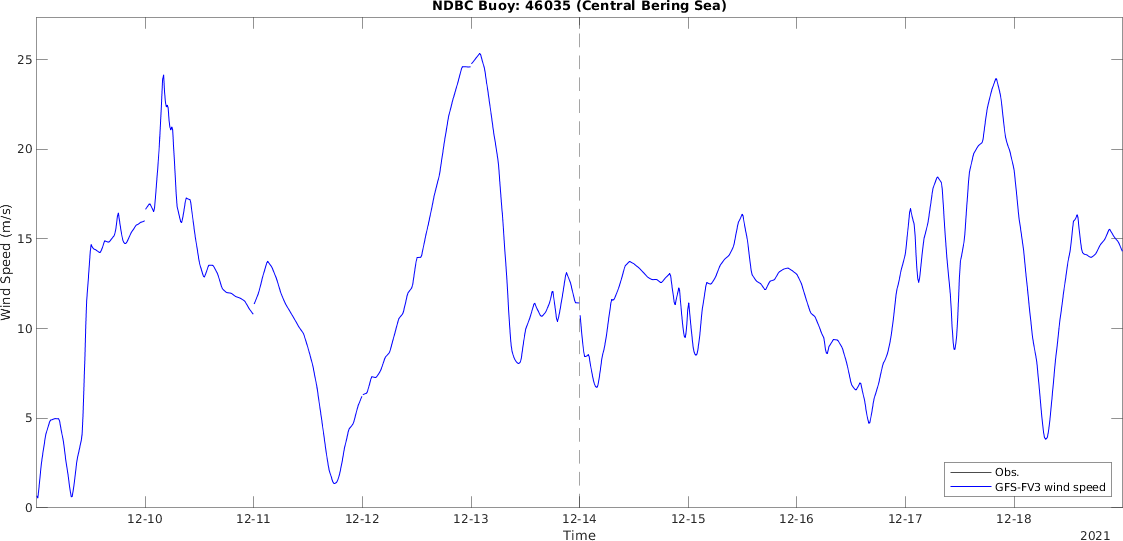 NDBC Buoy: 46035 (Central Bering Sea)
25
20
15
10
5
0
Wind Speed (m/s)
Obs.
GFS-FV3 wind speed
12-10 12-11 12-12 12-13 12-14 12-15 12-16 12-17 12-18
Time
2021